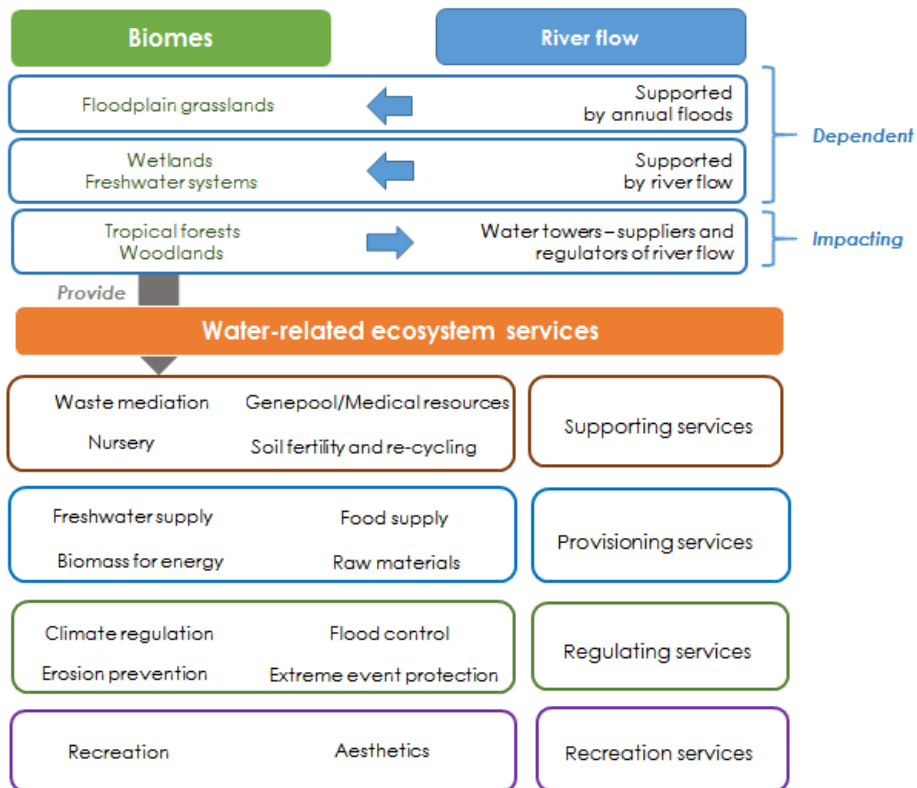 Biomes
River flow
Floodplain grasslands
Supported
by annual floods
Dependent
Wetlands
Freshwater systems
Supported
by river flow
Tropical forests
Woodlands
Water towers – suppliers and
regulators of river flow
Impacting
Provide
Water-related ecosystem services
Waste mediation
Genepool/Medical resources
Nursery
Soil fertility and re-cycling
Supporting services
Freshwater supply
Food supply
Biomass for energy
Raw materials
Provisioning services
Climate regulation
Flood control
Erosion prevention
Extreme event protection
Regulating services
Recreation
Aesthetics
Recreation services